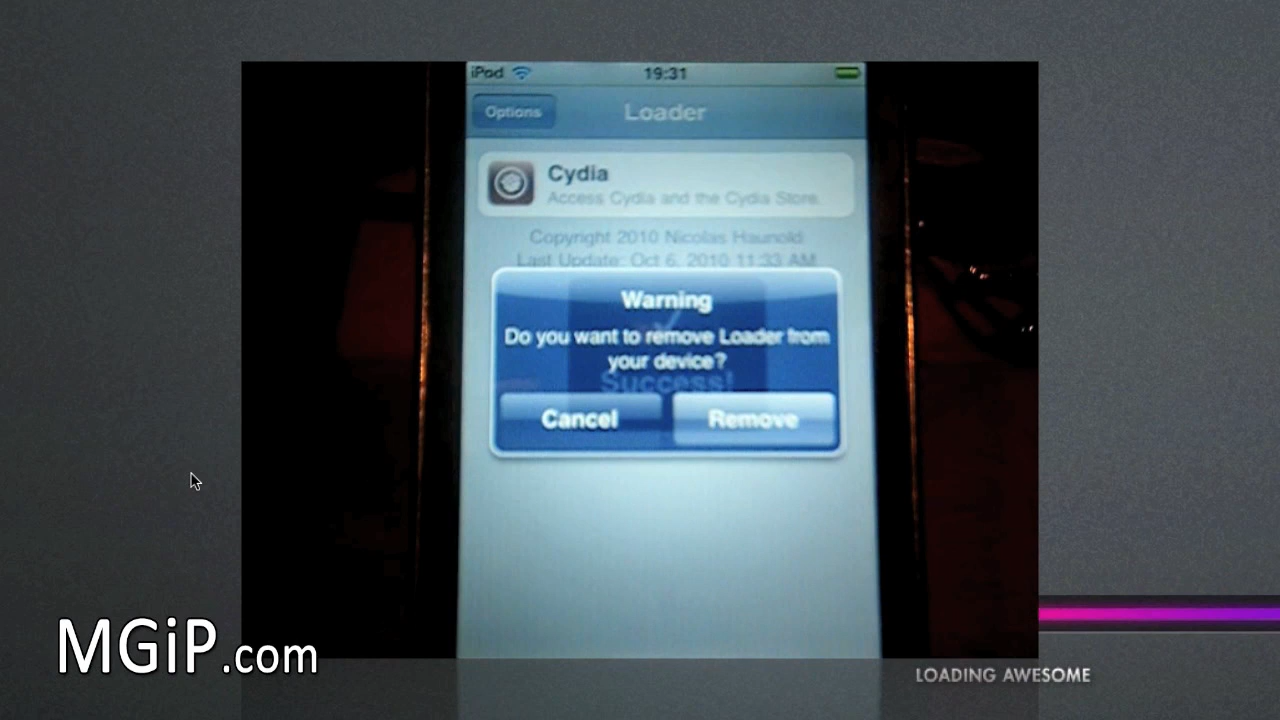 iPod
19:31
Options
Loader
Cydia
Access Cydia and the Cydia Store.
Copyright 2010 Nicolas Haunold
Last Update: Oct 6, 2010 11:33 AM
Warning
Do you want to remove Loader from
your device?
Success!
Cancel
Remove
MGiP.com
LOADING AWESOME